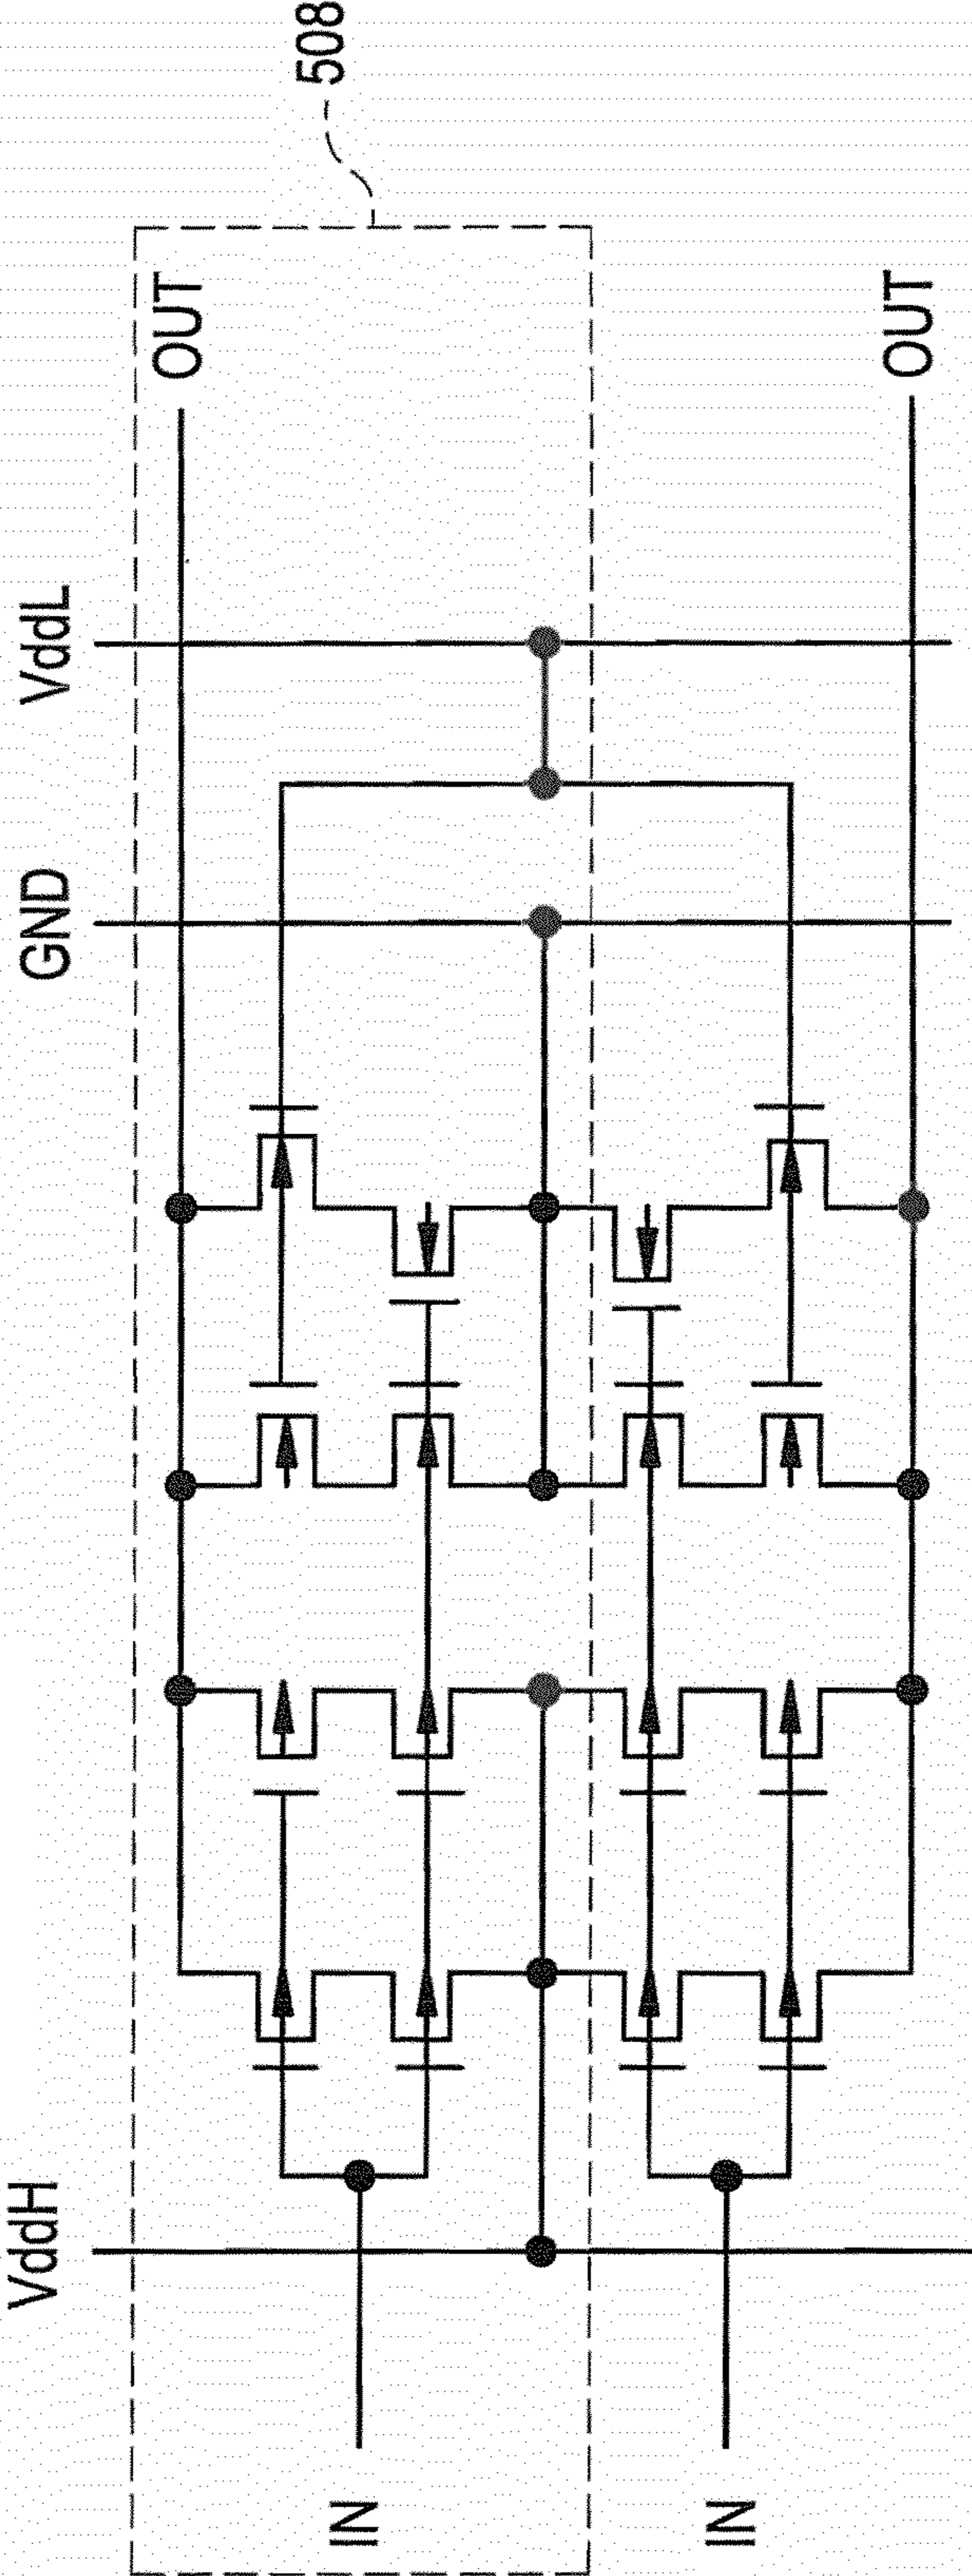 508
OUT
OUT
VddL
GND
VddH
IN
IN